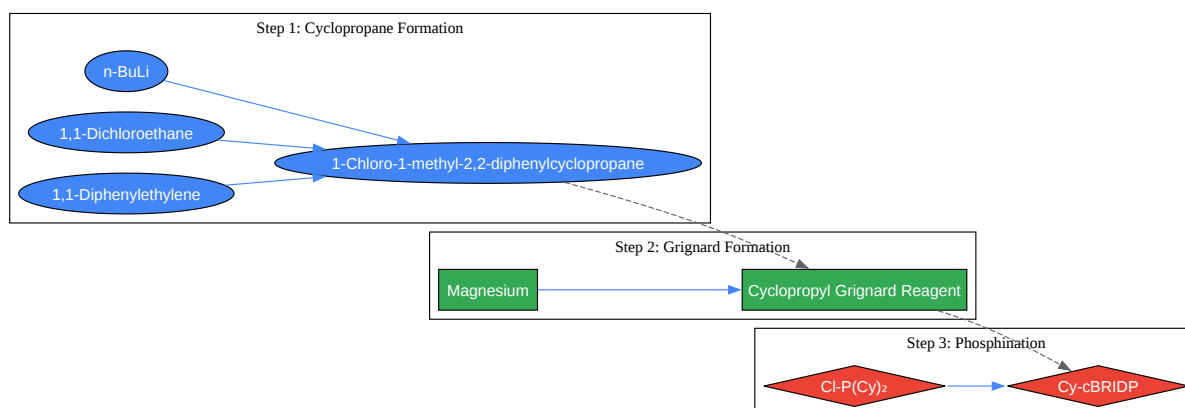 Step 1: Cyclopropane Formation
n-BuLi
1,1-Dichloroethane
1-Chloro-1-methyl-2,2-diphenylcyclopropane
1,1-Diphenylethylene
Step 2: Grignard Formation
Magnesium
Cyclopropyl Grignard Reagent
Step 3: Phosphination
Cl-P(Cy)₂
Cy-cBRIDP